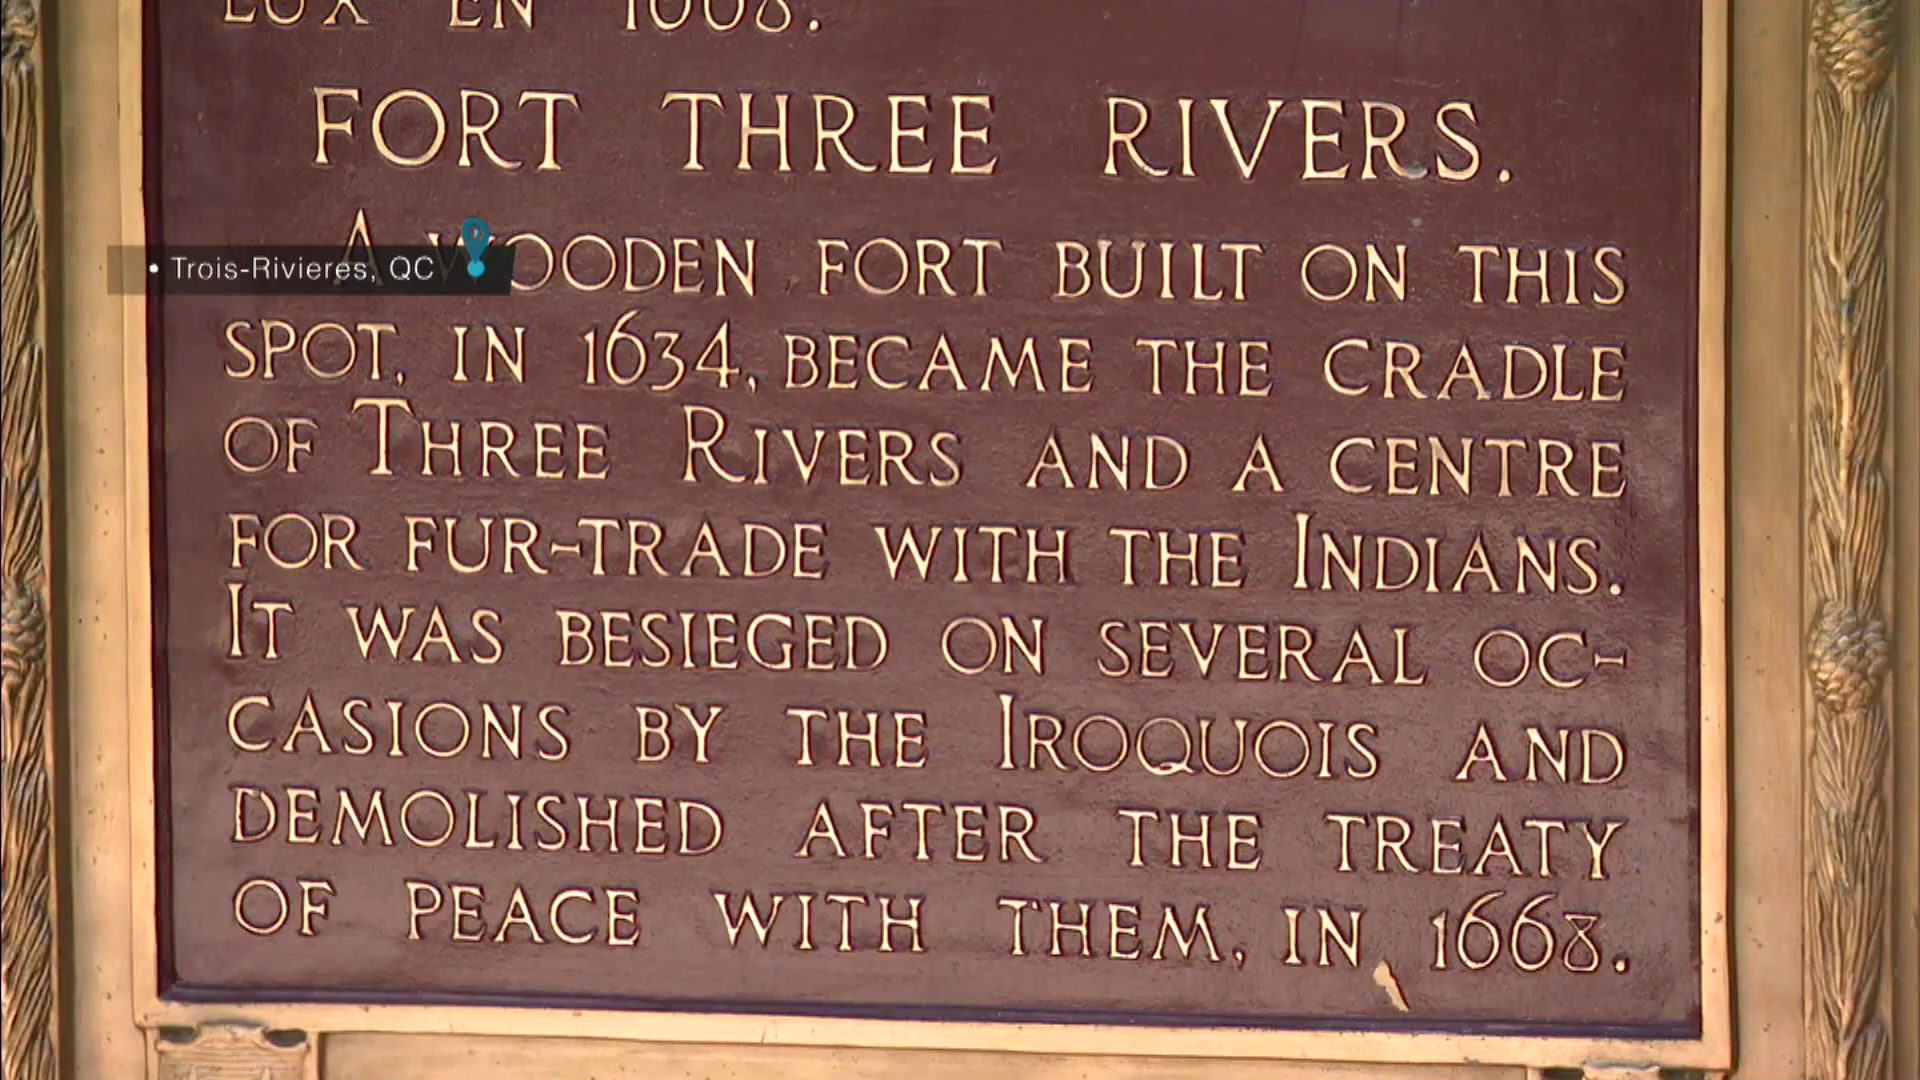 EN
FORT THREE RIVERS.
A WOODEN FORT BUILT ON THIS
• Trois-Rivieres, QC
SPOT, IN 1634, BECAME THE CRADLE
OF THREE RIVERS AND A CENTRE
FOR FUR-TRADE WITH THE INDIANS.
IT WAS BESIEGED ON SEVERAL OC-
CASIONS BY THE IROQUOIS AND
DEMOLISHED AFTER THE TREATY
OF PEACE WITH THEM, IN 1668.